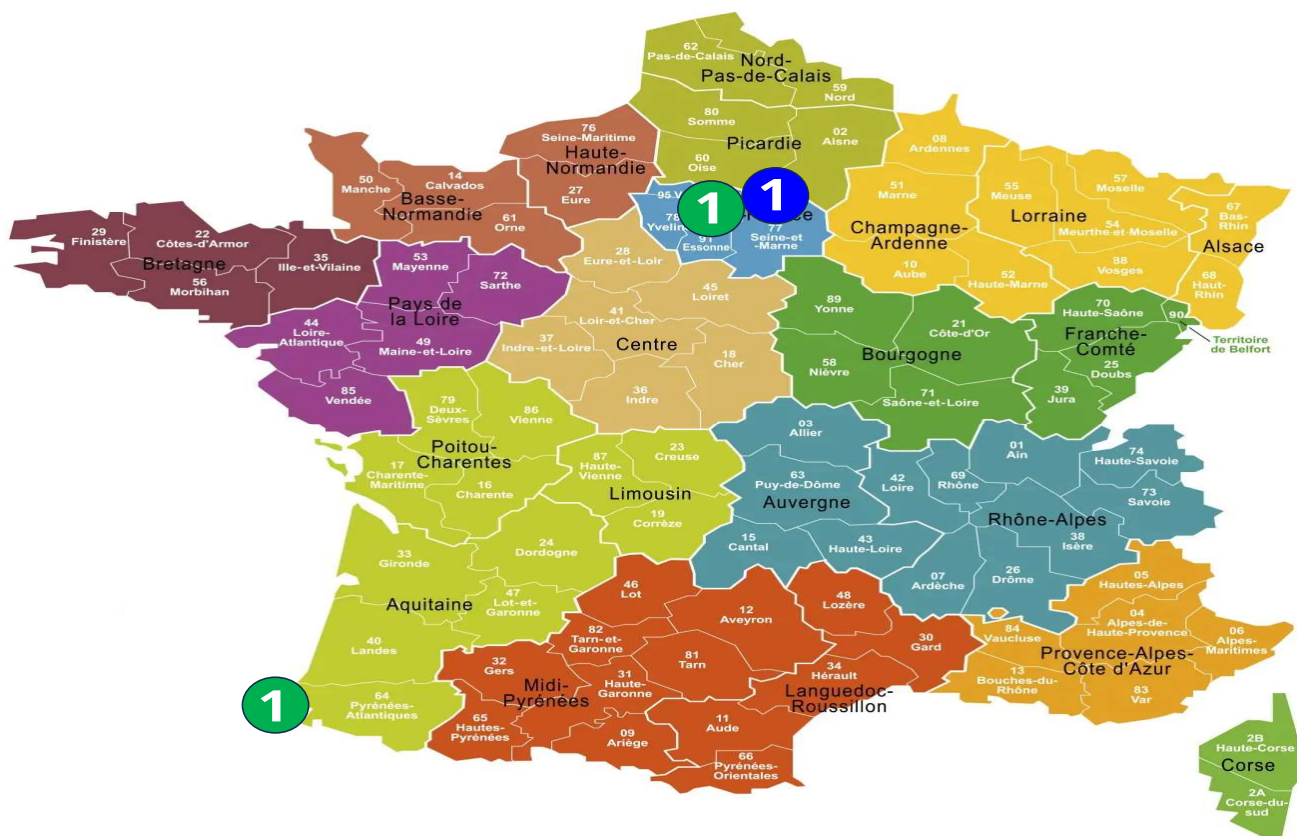 62
Pas-de-Calais
Nord-
Pas-de-Calais
59
Nord
80
Somme
02
Aisne
Picardie
60
Oise
76
Seine-Maritime
Haute-
Normandie
27
Eure
14
Calvados
50
Manche
Basse-
Normandie
61
Orne
08
Ardennes
51
Marne
Champagne-
Ardenne
10
Aube
52
Haute-Marne
55
Meuse
57
Moselle
Lorraine
54
Meurthe-et-Moselle
88
Vosges
67
Bas-
Rhin
Alsace
68
Haut-
Rhin
95
1
1
78
91
Essonne
77
Seine-et
-Marne
29
Finistère
22
Côtes-d'Armor
35
Ille-et-Vilaine
Bretagne
56
Morbihan
53
Mayenne
72
Sarthe
Pays de
la Loire
44
Loire-
Atlantique
49
Maine-et-Loire
85
Vendée
28
Eure-et-Loir
45
Loiret
41
Loir-et-Cher
37
Indre-et-Loire
Centre
18
Cher
36
Indre
89
Yonne
21
Côte-d'Or
Bourgogne
58
Nièvre
71
Saône-et-Loire
70
Haute-Saône
90
Territoire
de Belfort
Franche-
Comté
25
Doubs
39
Jura
79
Deux-
Sèvres
86
Vienne
Poitou-
Charentes
17
Charente-
Maritime
16
Charente
23
Creuse
87
Haute-
Vienne
Limousin
19
Corrèze
03
Allier
63
Puy-de-Dôme
Auvergne
15
Cantal
43
Haute-Loire
42
Loire
69
Rhône
01
Ain
74
Haute-Savoie
73
Savoie
Rhône-Alpes
38
Isère
07
Ardèche
26
Drôme
33
Gironde
24
Dordogne
Aquitaine
47
Lot-et-
Garonne
40
Landes
1
64
Pyrénées-
Atlantiques
46
Lot
12
Aveyron
82
Tarn-et-
Garonne
81
Tarn
32
Gers
Midi-
Pyrénées
31
Haute-
Garonne
65
Hautes-
Pyrénées
09
Ariège
48
Lozère
30
Gard
34
Hérault
Languedoc-
Roussillon
11
Aude
66
Pyrénées-
Orientales
05
Hautes-Alpes
04
Alpes-de-
Haute-Provence
06
Alpes-
Maritimes
84
Vaucluse
Provence-Alpes-
Côte d'Azur
13
Bouches-du-
Rhône
83
Var
2B
Haute-Corse
Corse
2A
Corse-du-
sud